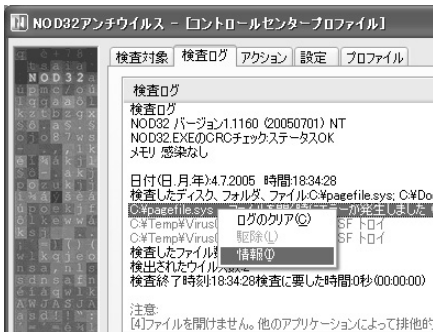 NOD32アンチウイルス - [コントロールセンタープロファイル]
NOD32
検査対象 検査ログ アクション 設定 プロファイル
検査ログ
検査ログ
NOD32 バージョン1.1160 (20050701) NT
NOD32.EXEのCRCチェック:ステータスOK
メモリ 感染なし
日付(日.月.年):4.7.2005 時間:18:34:28
検査したディスク、フォルダ、ファイル:C:¥pagefile.sys; C:¥Do
C:¥pagefile.sys ーが発生しました
ログのクリア(C)
C:¥Temp¥Virus SF トロイ
駆除(L)
C:¥Temp¥Virus SF トロイ
情報(I)
検査したファイル
検出されたウイル
検査終了時刻:18:34:28検査に要した時間:0秒(00:00:00)
注意:
[4]ファイルを開けません。他のアプリケーションによって排他的